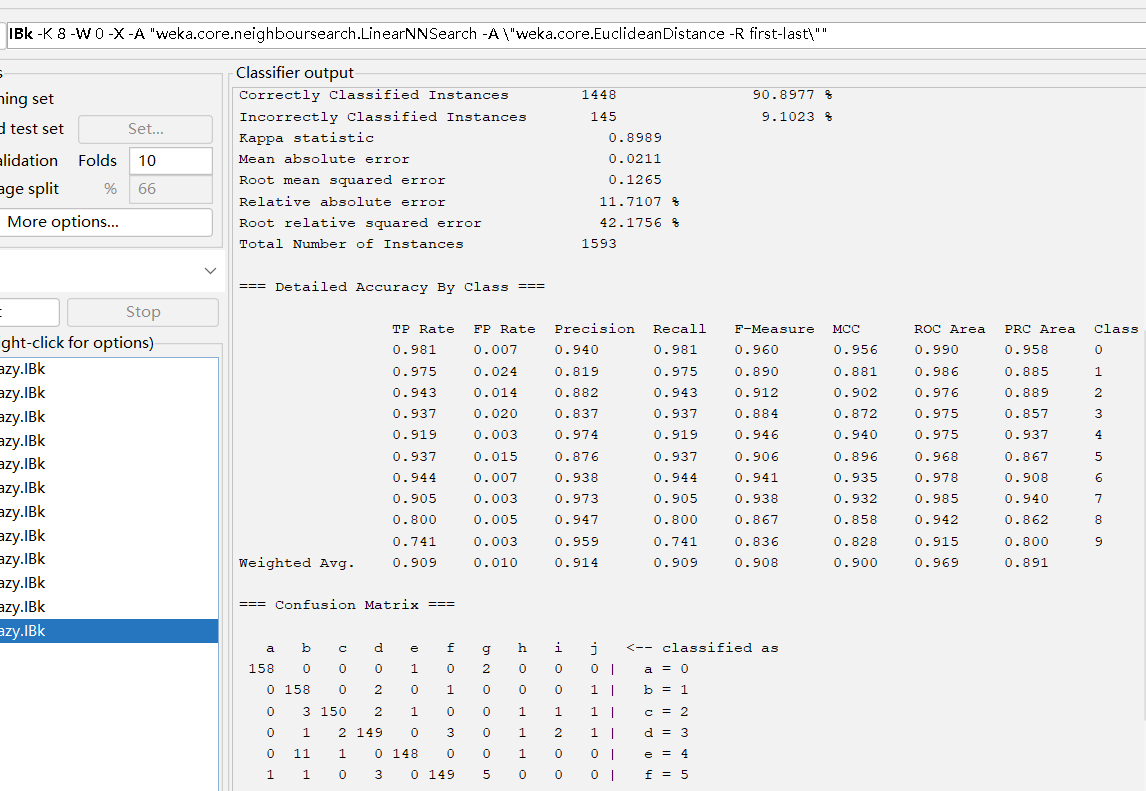 IBk -K 8 -W 0 -X -A "weka.core.neighboursearch.LinearNNSearch -A \"weka.core.EuclideanDistance -R first-last\""
Classifier output
ning set
d test set Set...
alidation Folds 10
age split % 66
More options...
Stop
ght-click for options)
azy.IBk
azy.IBk
azy.IBk
azy.IBk
azy.IBk
azy.IBk
azy.IBk
azy.IBk
azy.IBk
azy.IBk
azy.IBk
azy.IBk
Correctly Classified Instances 1448 90.8977 %
Incorrectly Classified Instances 145 9.1023 %
Kappa statistic 0.8989
Mean absolute error 0.0211
Root mean squared error 0.1265
Relative absolute error 11.7107 %
Root relative squared error 42.1756 %
Total Number of Instances 1593
=== Detailed Accuracy By Class ===
TP Rate FP Rate Precision Recall F-Measure MCC ROC Area PRC Area Class
0.981 0.007 0.940 0.981 0.960 0.956 0.990 0.958 0
0.975 0.024 0.819 0.975 0.890 0.881 0.986 0.885 1
0.943 0.014 0.882 0.943 0.912 0.902 0.976 0.889 2
0.937 0.020 0.837 0.937 0.884 0.872 0.975 0.857 3
0.919 0.003 0.974 0.919 0.946 0.940 0.975 0.937 4
0.937 0.015 0.876 0.937 0.906 0.896 0.968 0.867 5
0.944 0.007 0.938 0.944 0.941 0.935 0.978 0.908 6
0.905 0.003 0.973 0.905 0.938 0.932 0.985 0.940 7
0.800 0.005 0.947 0.800 0.867 0.858 0.942 0.862 8
0.741 0.003 0.959 0.741 0.836 0.828 0.915 0.800 9
Weighted Avg. 0.909 0.010 0.914 0.909 0.908 0.900 0.969 0.891
=== Confusion Matrix ===
a b c d e f g h i j <-- classified as
158 0 0 0 1 0 2 0 0 0 | a = 0
0 158 0 2 0 1 0 0 0 1 | b = 1
0 3 150 2 1 0 0 1 1 1 | c = 2
0 1 2 149 0 3 0 1 2 1 | d = 3
0 11 1 0 148 0 0 1 0 0 | e = 4
1 1 0 3 0 149 5 0 0 0 | f = 5